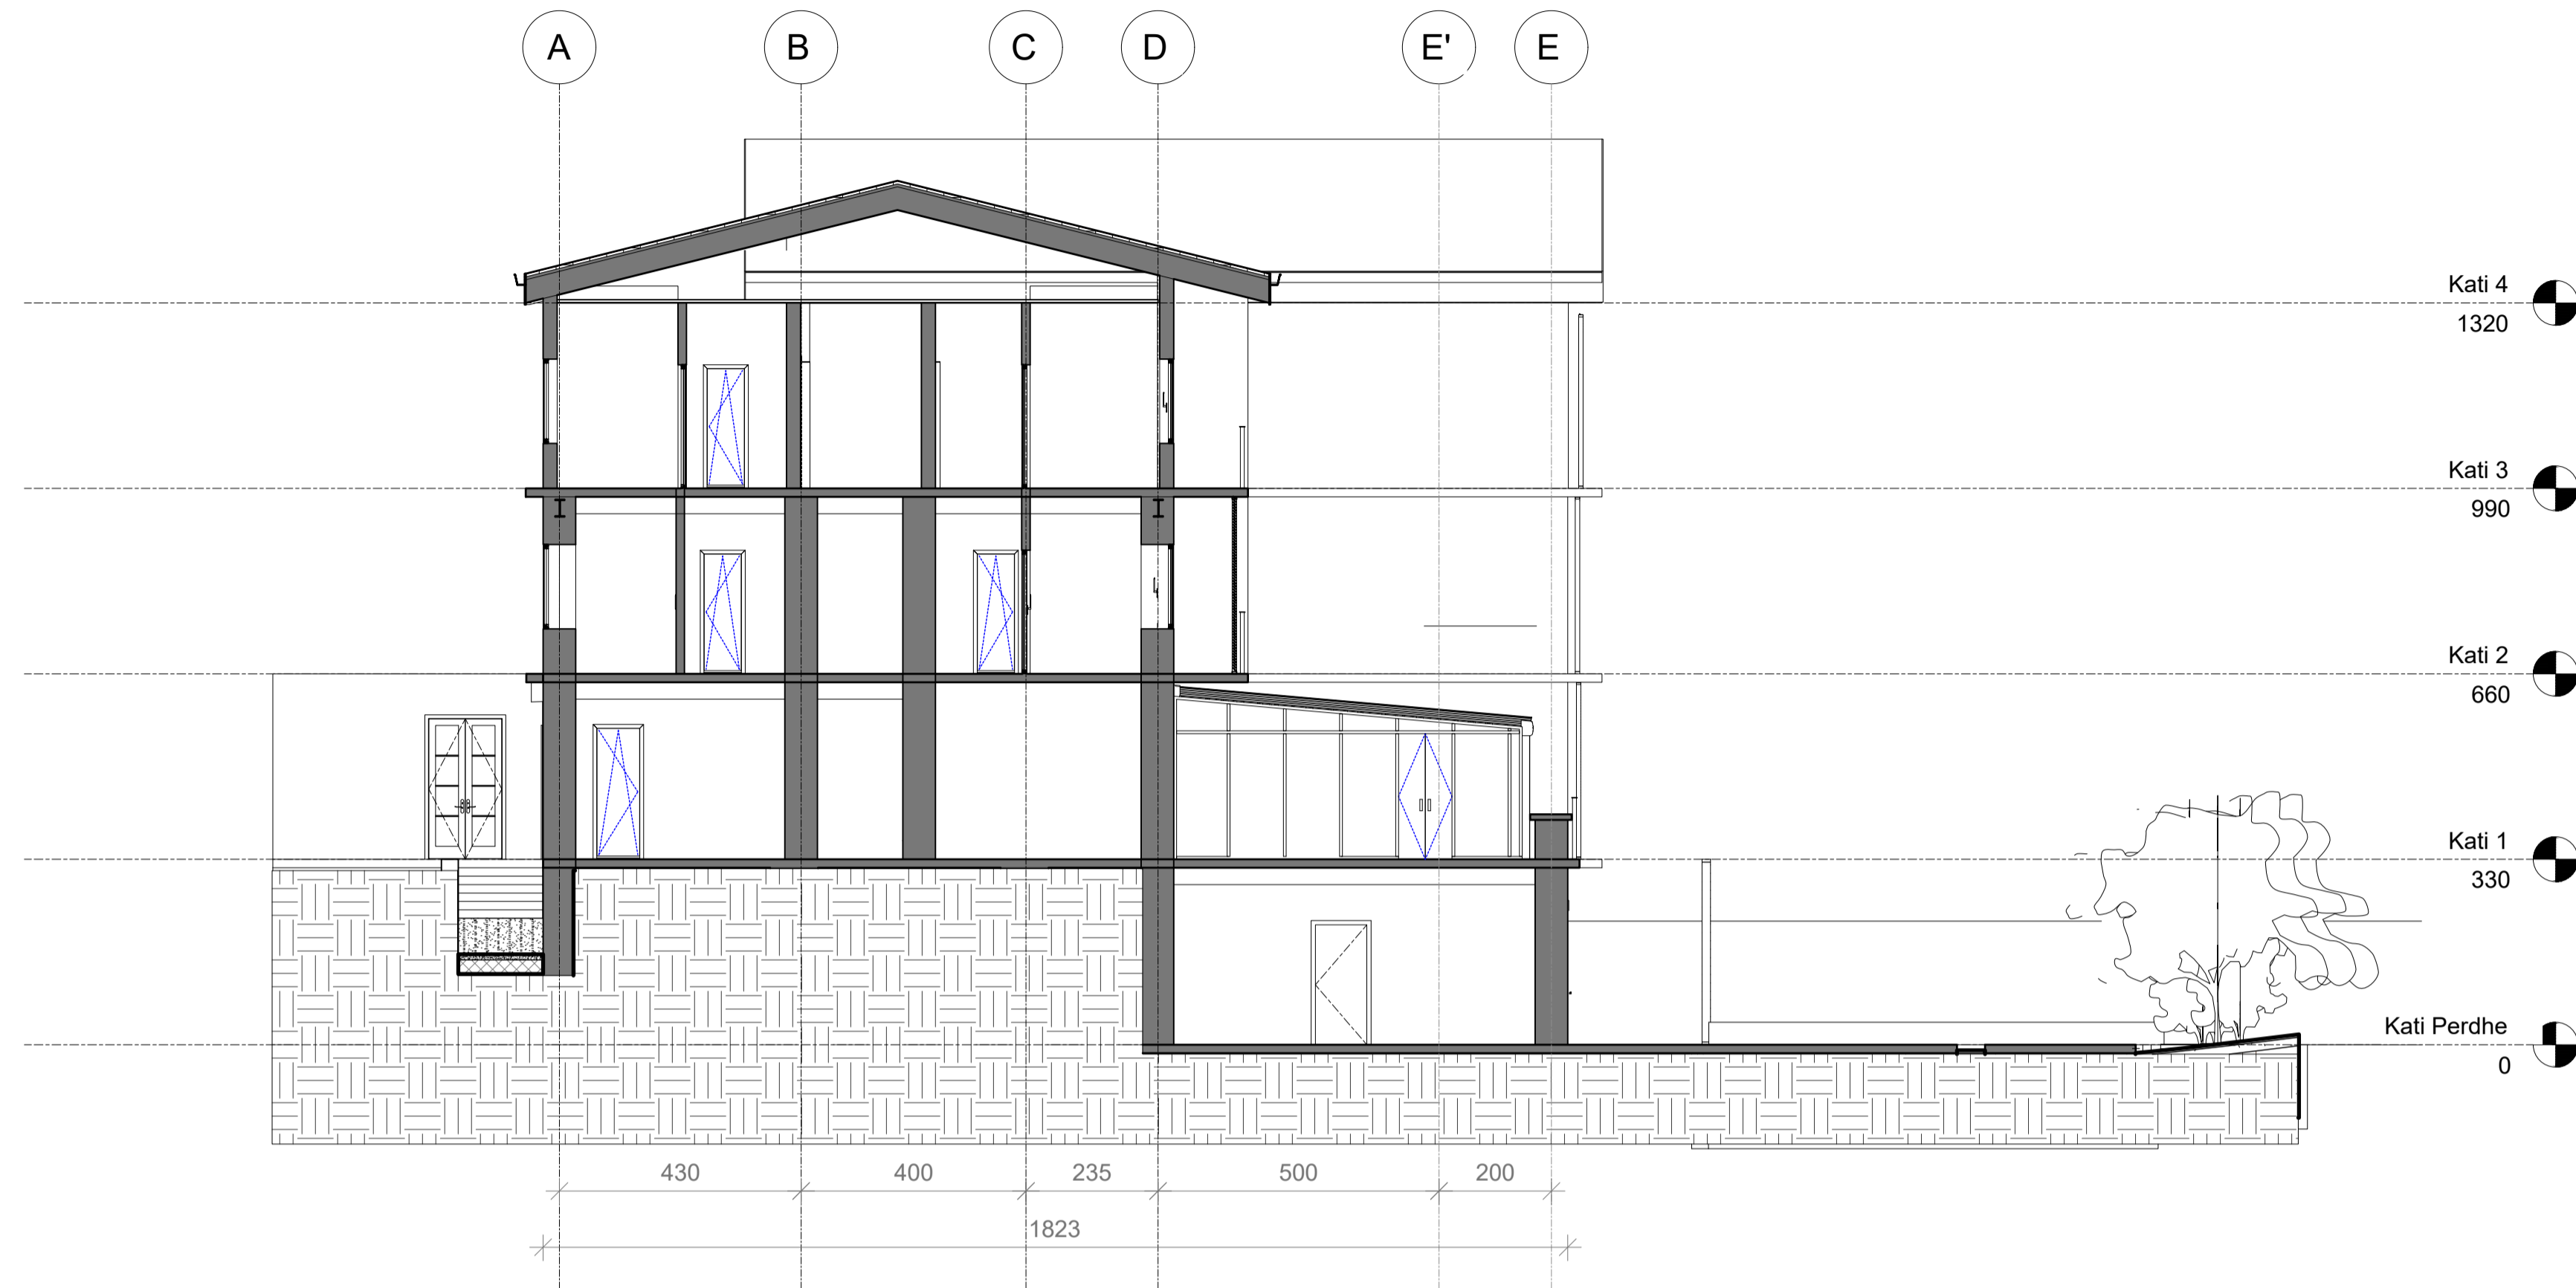 A B C D E' E
Kati 4
1320
Kati 3
990
Kati 2
660
Kati 1
330
Kati Perdhe
0
430 400 235 500 200
1823